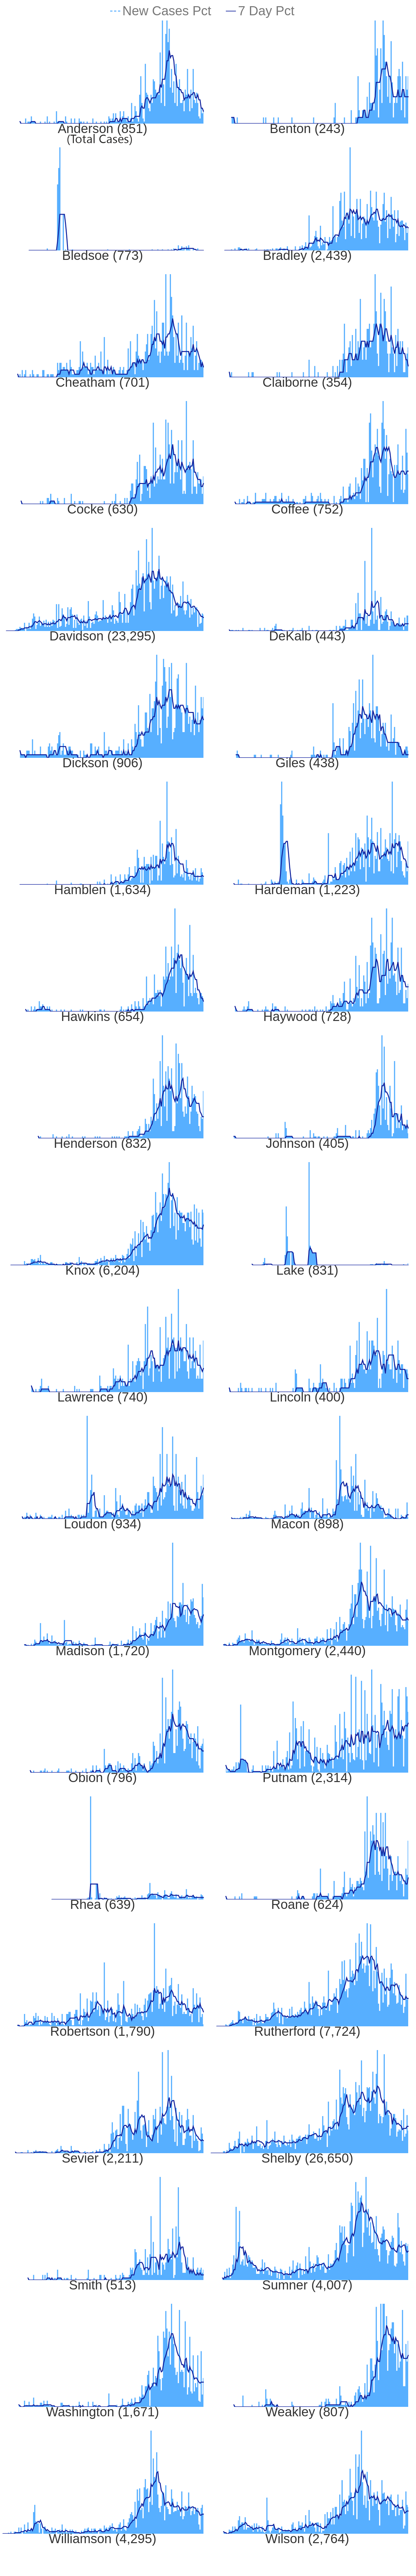 New Cases Pct 7 Day Pct
Anderson (851) Benton (243)
(Total Cases)
Bledsoe (773) Bradley (2,439)
Cheatham (701) Claiborne (354)
Cocke (630) Coffee (752)
Davidson (23,295) DeKalb (443)
Dickson (906) Giles (438)
Hamblen (1,634) Hardeman (1,223)
Hawkins (654) Haywood (728)
Henderson (832) Johnson (405)
Knox (6,204) Lake (831)
Lawrence (740) Lincoln (400)
Loudon (934) Macon (898)
Madison (1,720) Montgomery (2,440)
Obion (796) Putnam (2,314)
Rhea (639) Roane (624)
Robertson (1,790) Rutherford (7,724)
Sevier (2,211) Shelby (26,650)
Smith (513) Sumner (4,007)
Washington (1,671) Weakley (807)
Williamson (4,295) Wilson (2,764)